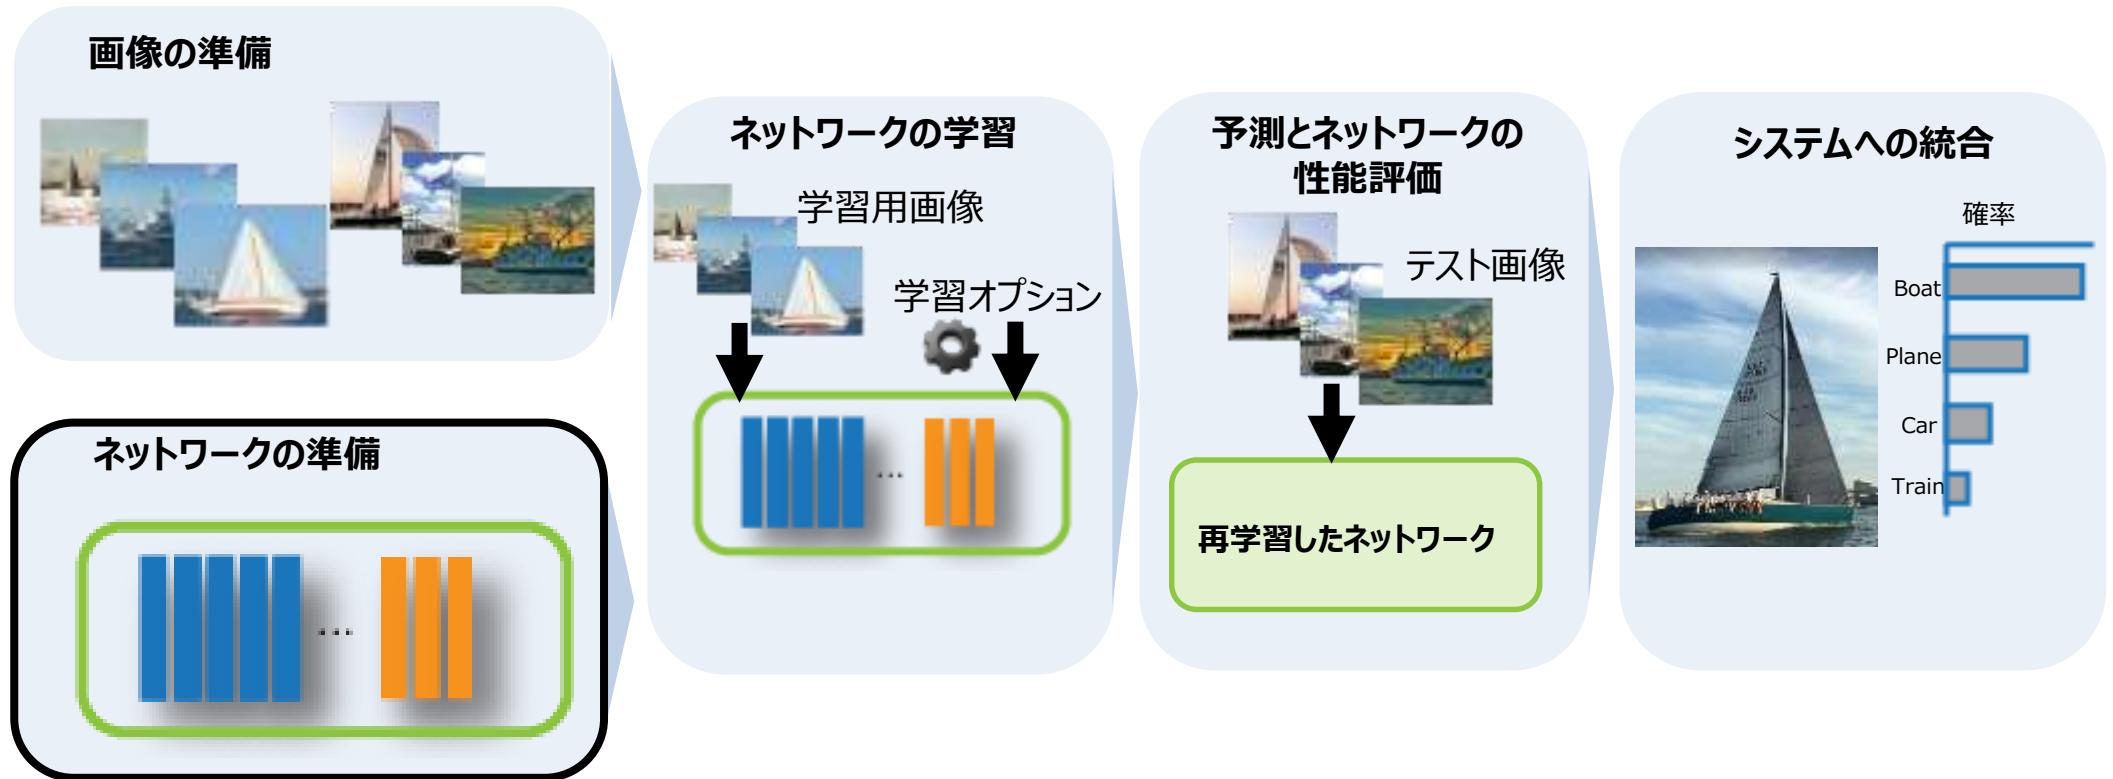 画像の準備
ネットワークの準備
...
ネットワークの学習
学習用画像
学習オプション
...
予測とネットワークの
性能評価
テスト画像
再学習したネットワーク
システムへの統合
確率
Boat
Plane
Car
Train